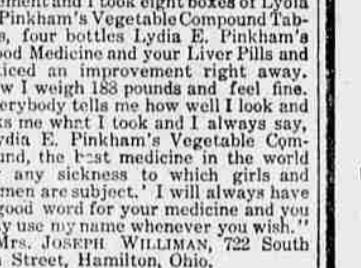 ement and I took eight boxes of Lydia
Pinkham's Vegetable Compound Tab-
s, four bottles Lydia E. Pinkham's
od Medicine and your Liver Pills and
iced an improvement right away.
w I weigh 183 pounds and feel fine.
erybody tells me how well I look and
s me what I took and I always say,
ydia E. Pinkham's Vegetable Com-
und, the best medicine in the world
any sickness to which girls and
men are subject.' I will always have
good word for your medicine and you
y use my name whenever you wish."
Mrs. JOSEPH WILLIMAN, 722 South
Street, Hamilton, Ohio.